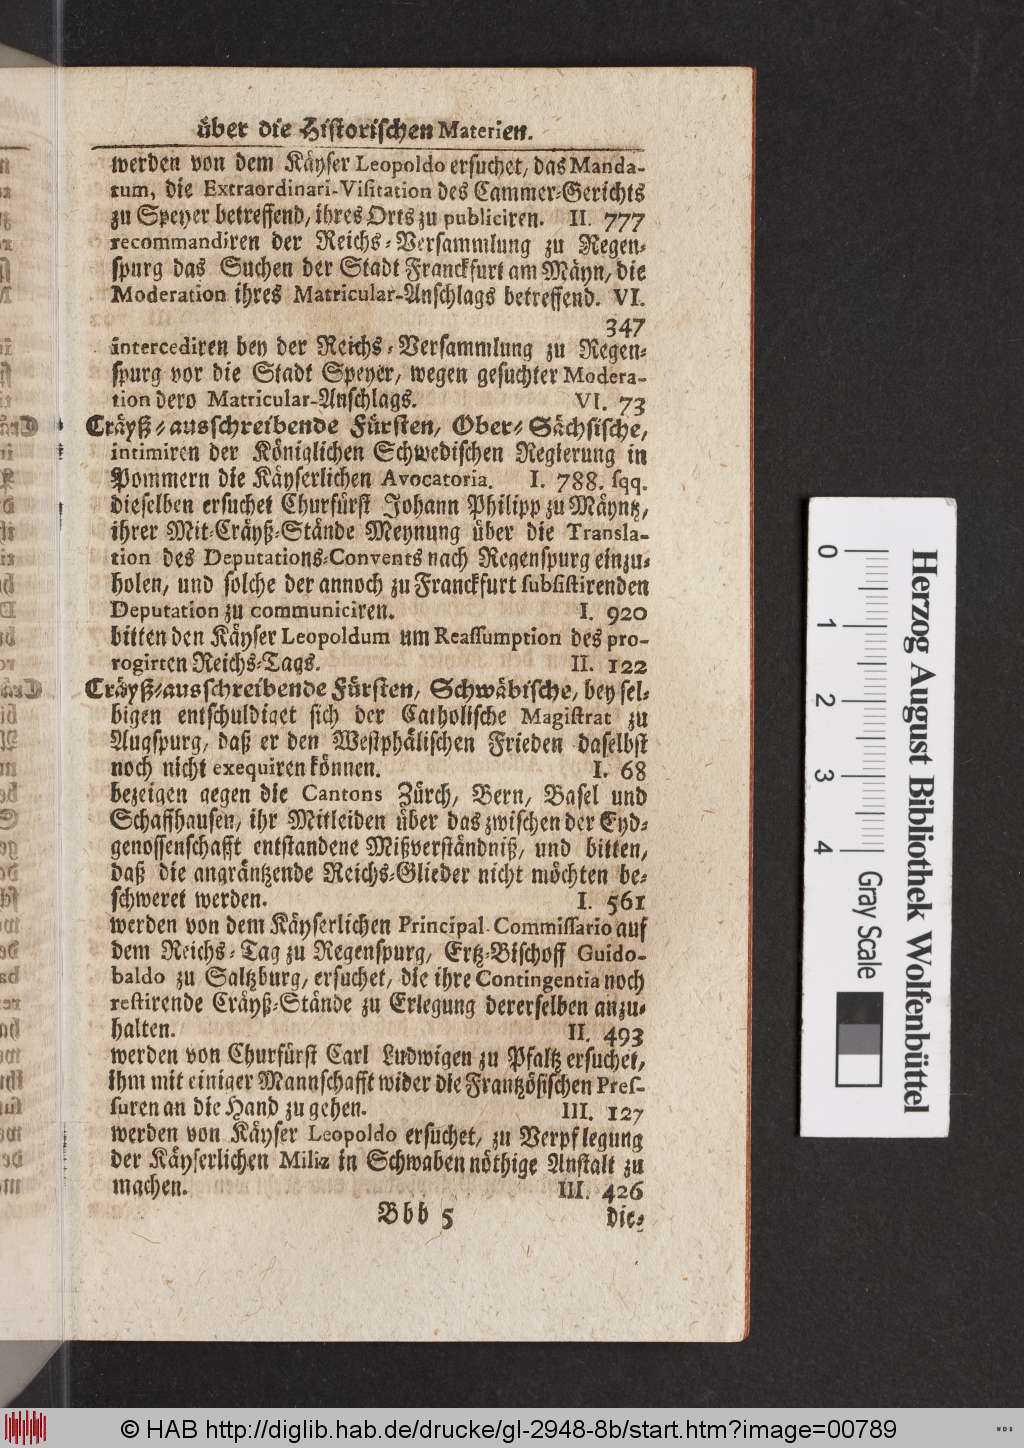 über die Historischen Materien.
werden von dem Käyser Leopoldo ersuchet, das Manda-
tum, die Extraordinari-Visitation des Cammer-Gerichts
zu Speyer betreffend, ihres Orts zu publiciren. II. 777
recommandiren der Reichs-Versammlung zu Regen-
spurg das Suchen der Stadt Franckfurt am Mäyn, die
Moderation ihres Matricular-Anschlags betreffend. VI.
347
intercediren bey der Reichs-Versammlung zu Regen-
spurg vor die Stadt Speyer, wegen gesuchter Modera-
tion dero Matricular-Anschlags. VI. 73
Cräyß-ausschreibende Fürsten, Ober-Sächsische,
intimiren der Königlichen Schwedischen Regierung in
Pommern die Käyserlichen Avocatoria. I. 788. sqq.
dieselben ersuchet Churfürst Johann Philipp zu Mäyntz,
ihrer Mit-Cräyß-Stände Meynung über die Transla-
tion des Deputations-Convents nach Regenspurg einzu-
holen, und solche der annoch zu Franckfurt subsistirenden
Deputation zu communiciren. I. 920
bitten den Käyser Leopoldum um Reassumption des pro-
rogirten Reichs-Tags. II. 122
Cräyß-ausschreibende Fürsten, Schwäbische, bey sel-
bigen entschuldiget sich der Catholische Magistrat zu
Augspurg, daß er den Westphälischen Frieden daselbst
noch nicht exequiren können. I. 68
bezeigen gegen die Cantons Zürch, Bern, Basel und
Schaffhausen, ihr Mitleiden über das zwischen der Eyd-
genossenschafft entstandene Mißverständniß, und bitten,
daß die angräntzende Reichs-Glieder nicht möchten be-
schweret werden. I. 561
werden von dem Käyserlichen Principal-Commissario auf
dem Reichs-Tag zu Regenspurg, Ertz-Bischoff Guido-
baldo zu Saltzburg, ersuchet, die ihre Contingentia noch
restirende Cräyß-Stände zu Erlegung dererselben anzu-
halten. II. 493
werden von Churfürst Carl Ludwigen zu Pfaltz ersuchet,
ihm mit einiger Mannschafft wider die Frantzösischen Pres-
suren an die Hand zu gehen. III. 127
werden von Käyser Leopoldo ersuchet, zu Verpflegung
der Käyserlichen Miliz in Schwaben nöthige Anstalt zu
machen. III. 426
Bbb 5 die-
0 1 2 3 4
Gray Scale
Herzog August Bibliothek Wolfenbüttel
© HAB http://diglib.hab.de/drucke/gl-2948-8b/start.htm?image=00789